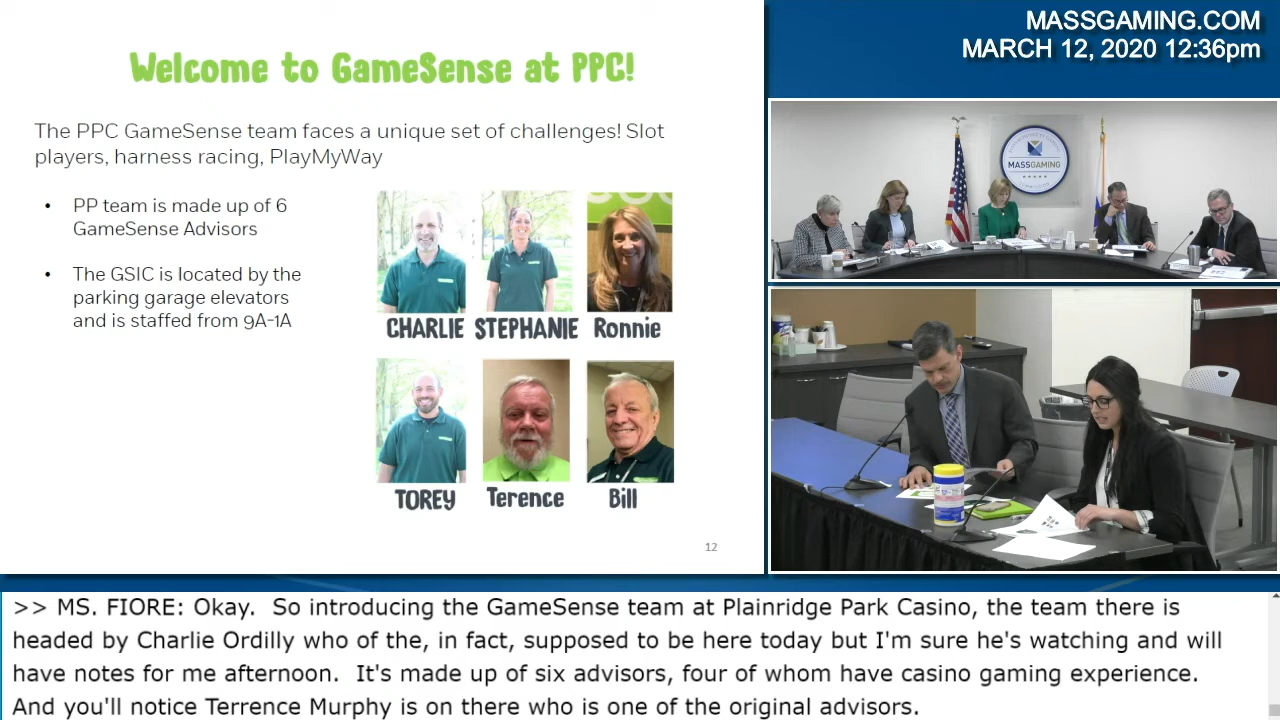 MASSGAMING.COM
MARCH 12, 2020 12:36pm
Welcome to GameSense at PPC!
The PPC GameSense team faces a unique set of challenges! Slot
players, harness racing, PlayMyWay
• PP team is made up of 6
GameSense Advisors
• The GSIC is located by the
parking garage elevators
and is staffed from 9A-1A
CHARLIE STEPHANIE Ronnie
TOREY Terence Bill
12
MASSGAMING
>> MS. FIORE: Okay. So introducing the GameSense team at Plainridge Park Casino, the team there is
headed by Charlie Ordilly who of the, in fact, supposed to be here today but I'm sure he's watching and will
have notes for me afternoon. It's made up of six advisors, four of whom have casino gaming experience.
And you'll notice Terrence Murphy is on there who is one of the original advisors.